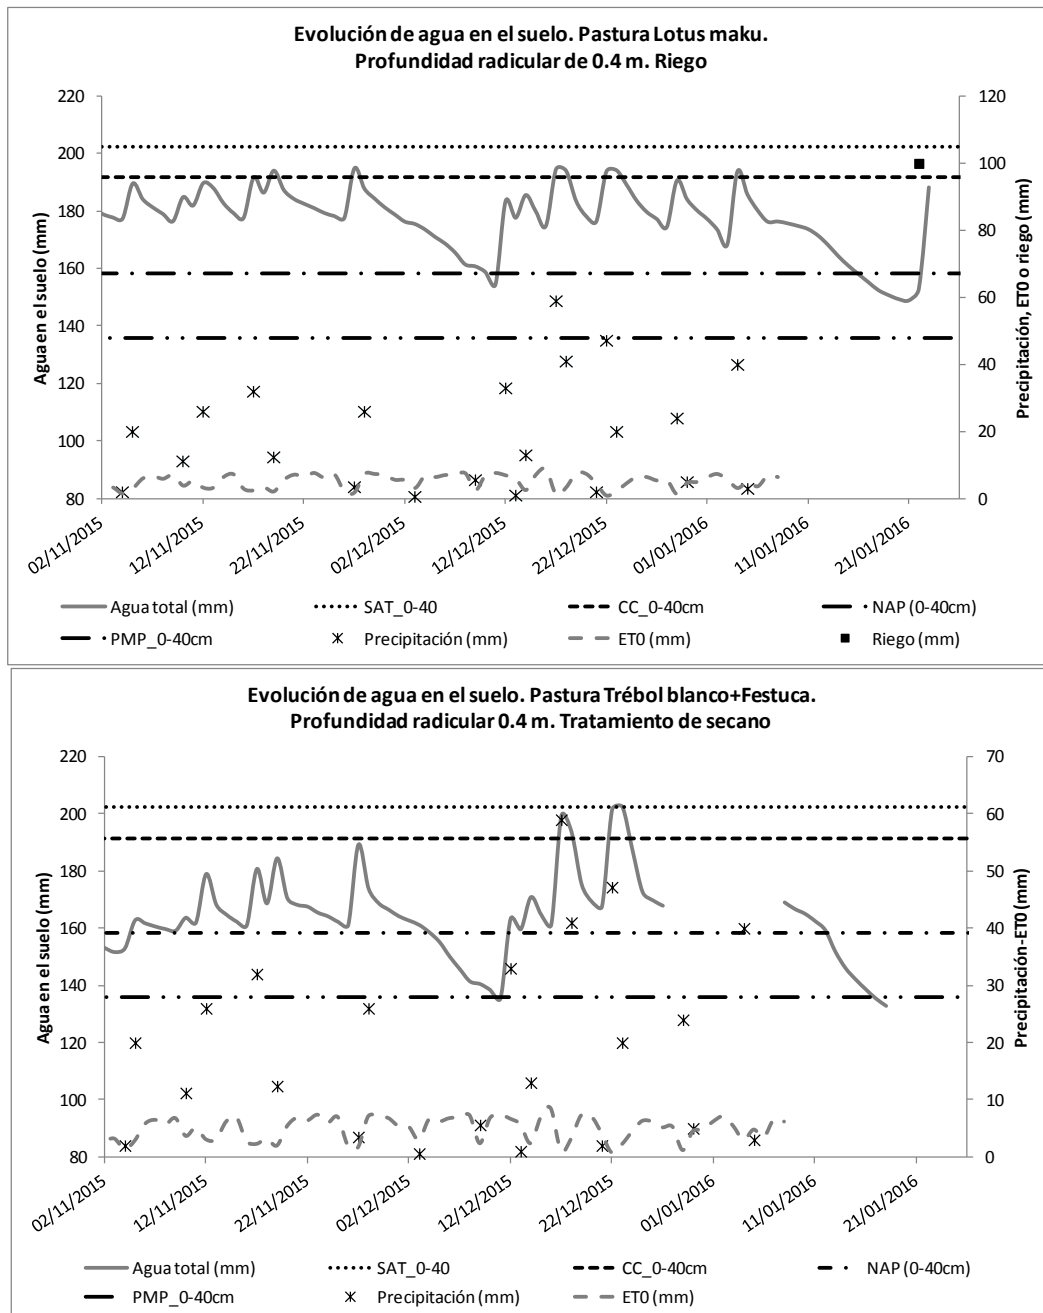 Evolución de agua en el suelo. Pastura Lotus maku.
Profundidad radicular de 0.4 m. Riego
220
200
180
160
140
120
100
80
Agua en el suelo (mm)
120
100
80
60
40
20
0
Precipitación, ET0 o riego (mm)
02/11/2015
12/11/2015
22/11/2015
02/12/2015
12/12/2015
22/12/2015
01/01/2016
11/01/2016
21/01/2016
Agua total (mm)
SAT_0-40
CC_0-40cm
NAP (0-40cm)
PMP_0-40cm
Precipitación (mm)
ET0 (mm)
Riego (mm)
Evolución de agua en el suelo. Pastura Trébol blanco+Festuca.
Profundidad radicular 0.4 m. Tratamiento de secano
220
200
180
160
140
120
100
80
Agua en el suelo (mm)
70
60
50
40
30
20
10
0
Precipitación-ET0 (mm)
02/11/2015
12/11/2015
22/11/2015
02/12/2015
12/12/2015
22/12/2015
01/01/2016
11/01/2016
21/01/2016
Agua total (mm)
SAT_0-40
CC_0-40cm
NAP (0-40cm)
PMP_0-40cm
Precipitación (mm)
ET0 (mm)